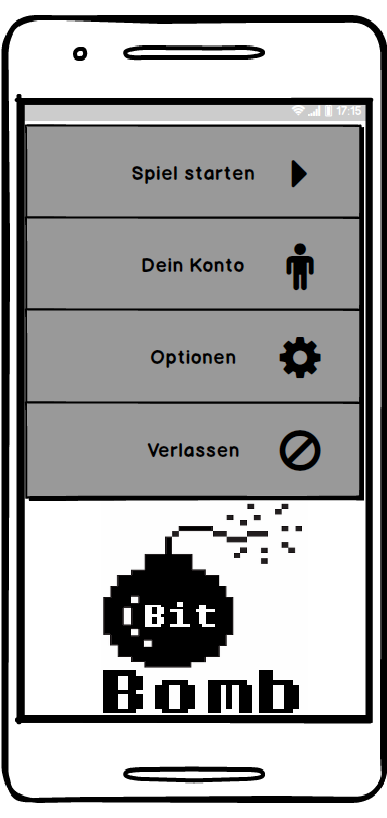 17:15
Spiel starten
Dein Konto
Optionen
Verlassen
Bit
Bomb